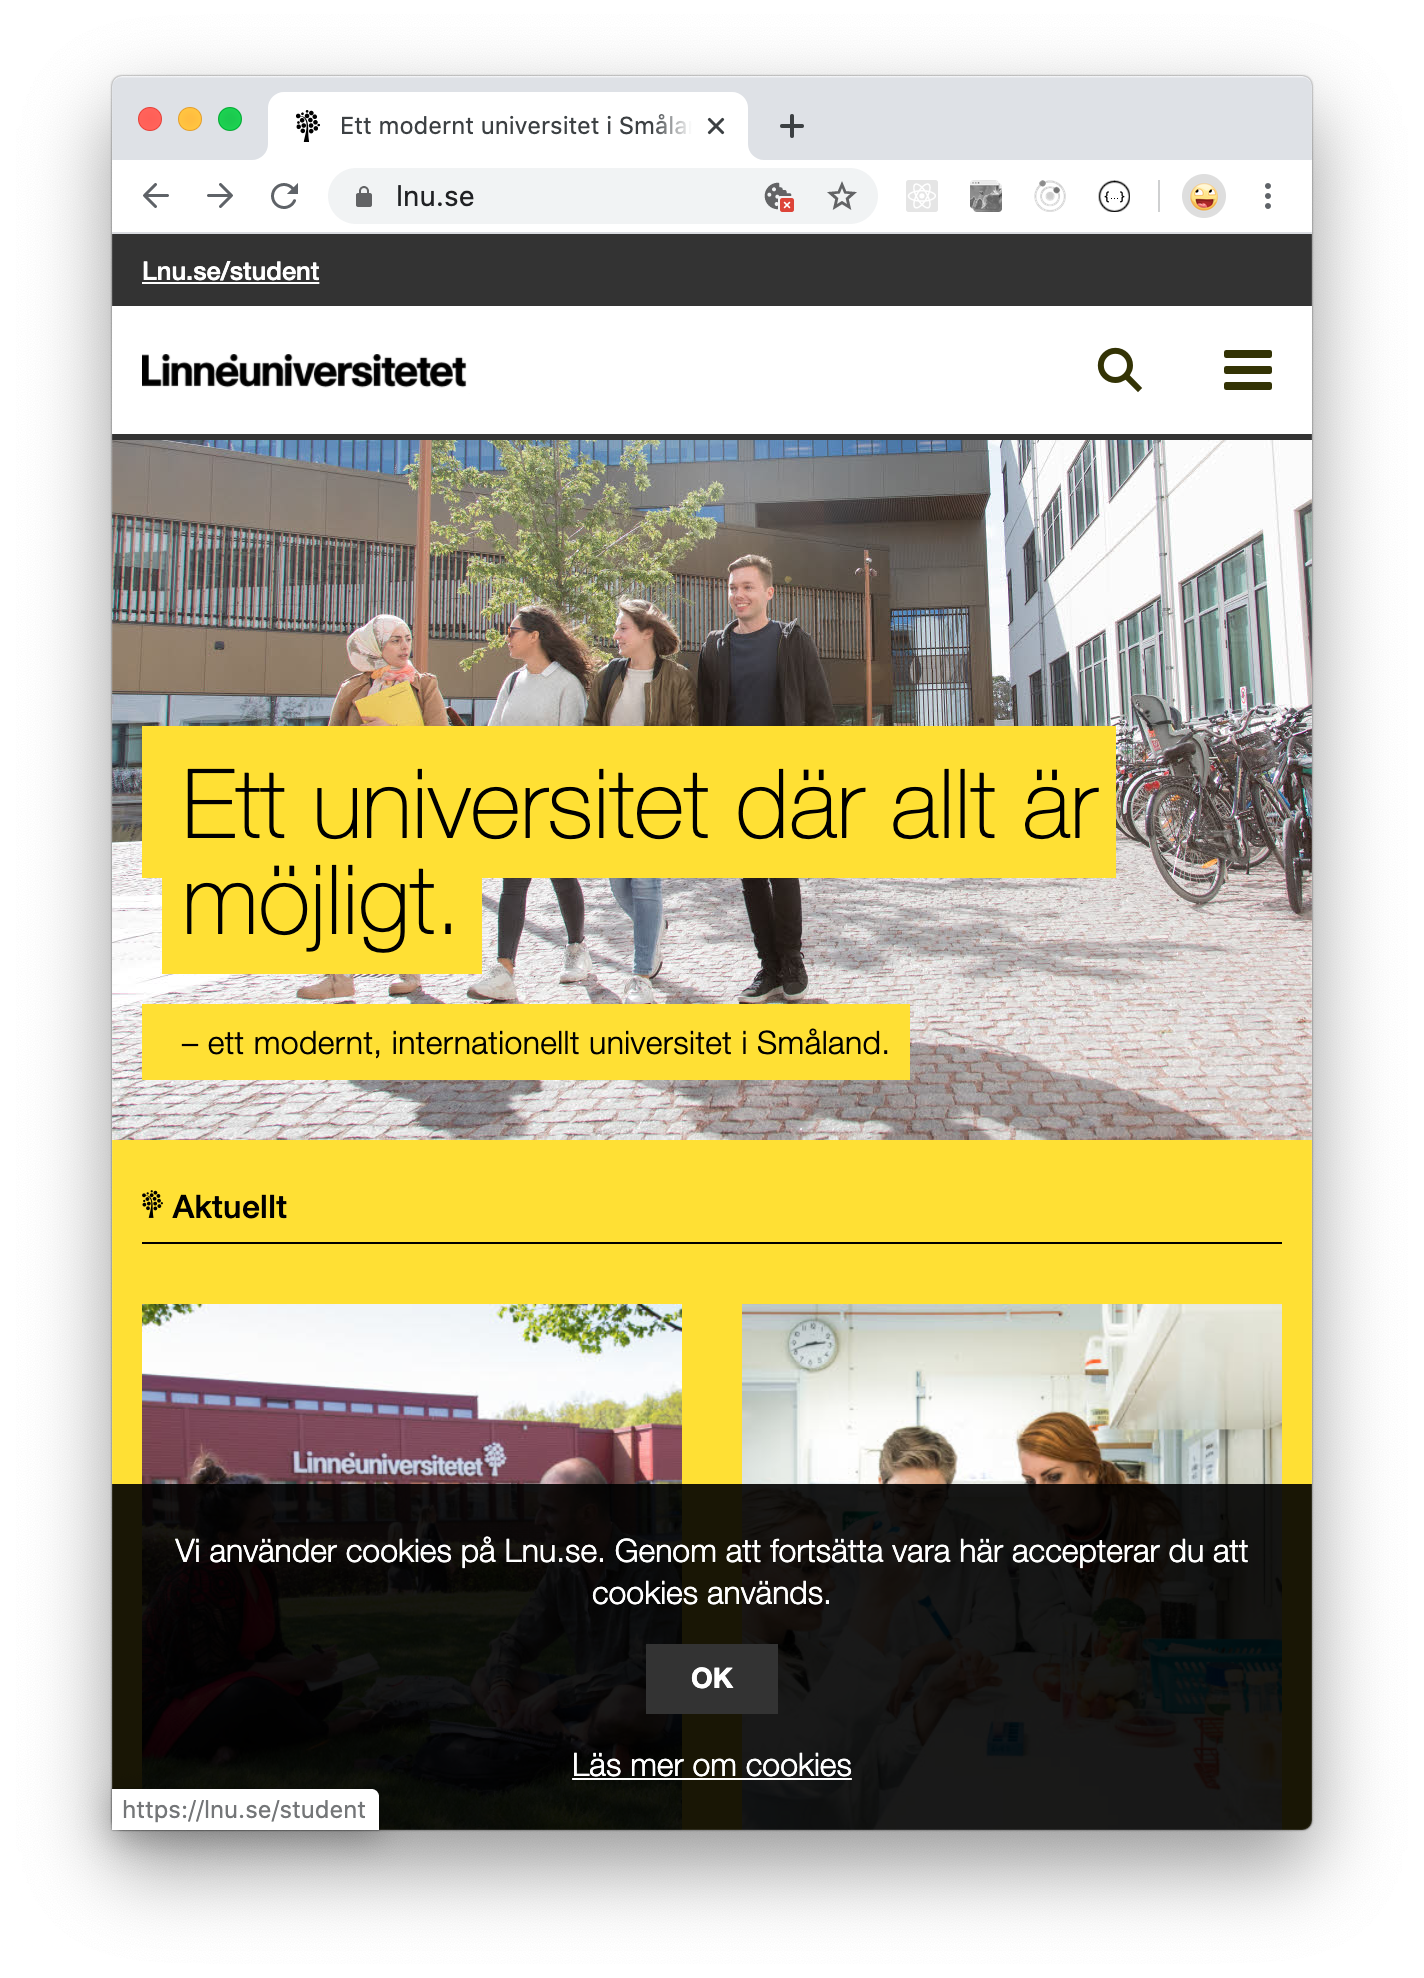 Ett modernt universitet i Småla
lnu.se
{...}
Lnu.se/student
Linnéuniversitetet
Ett universitet där allt är
möjligt.
– ett modernt, internationellt universitet i Småland.
Aktuellt
Linnéuniversitetet
Vi använder cookies på Lnu.se. Genom att fortsätta vara här accepterar du att
cookies används.
OK
Läs mer om cookies
https://lnu.se/student